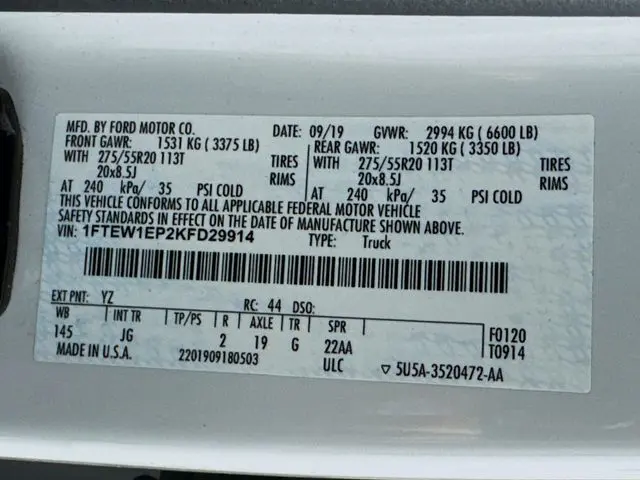 MFD. BY FORD MOTOR CO. DATE: 09/19 GVWR: 2994 KG ( 6600 LB)
FRONT GAWR: 1531 KG ( 3375 LB) REAR GAWR: 1520 KG ( 3350 LB)
WITH 275/55R20 113T TIRES WITH 275/55R20 113T TIRES
20x8.5J RIMS 20x8.5J RIMS
AT 240 kPa/ 35 PSI COLD AT 240 kPa/ 35 PSI COLD
THIS VEHICLE CONFORMS TO ALL APPLICABLE FEDERAL MOTOR VEHICLE
SAFETY STANDARDS IN EFFECT ON THE DATE OF MANUFACTURE SHOWN ABOVE.
VIN: 1FTEW1EP2KFD29914 TYPE: Truck
EXT PNT: YZ RC: 44 DSO:
WB INT TR TP/PS R AXLE TR SPR F0120
145 JG 2 19 G 22AA T0914
MADE IN U.S.A. 2201909180503 ULC ▽ 5U5A-3520472-AA